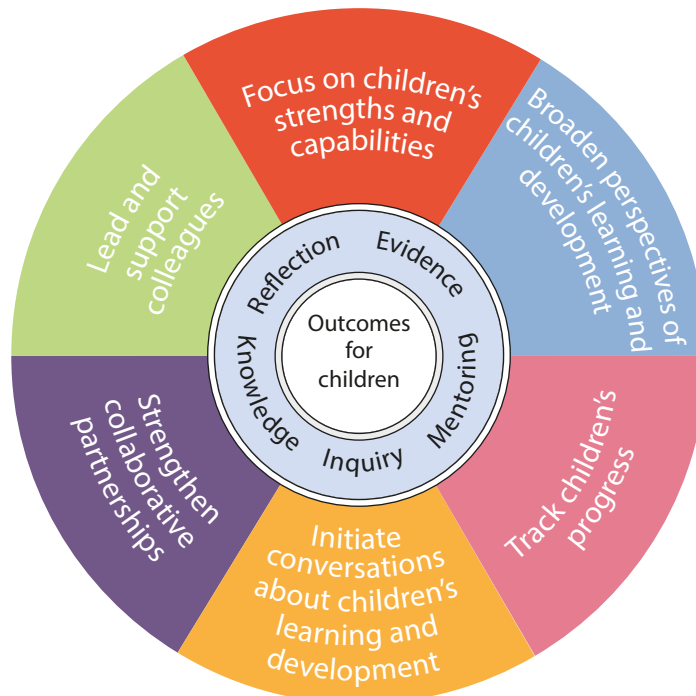 Focus on children's
strengths and
capabilities
Broaden perspectives of
children's learning and
development
Track children's
progress
Initiate
conversations
about children's
learning and
development
Strengthen
collaborative
partnerships
Lead and
support
colleagues
Reflection
Evidence
Mentoring
Inquiry
Knowledge
Outcomes
for
children